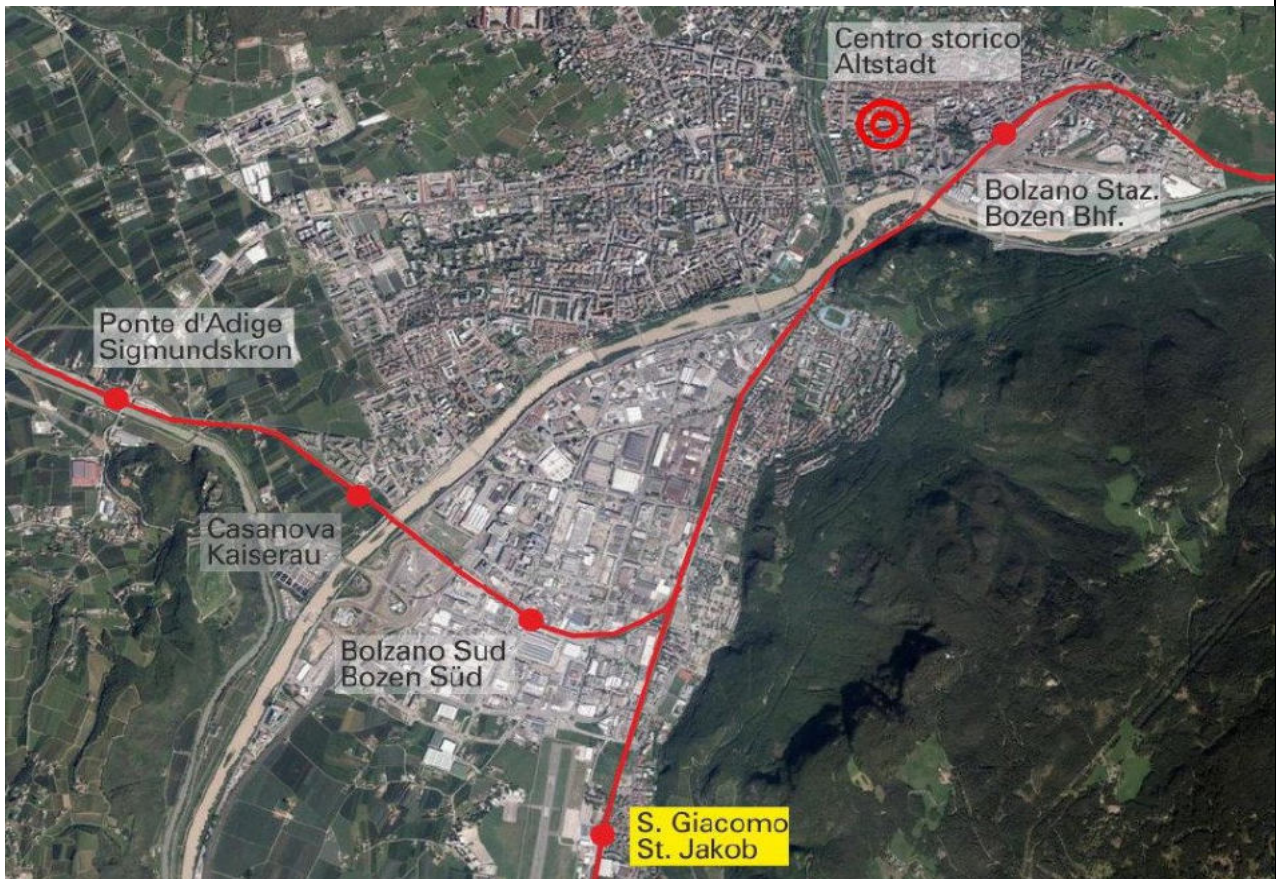 Centro storico
Altstadt
Bolzano Staz.
Bozen Bhf.
Ponte d'Adige
Sigmundskron
Casanova
Kaiserau
Bolzano Sud
Bozen Süd
S. Giacomo
St. Jakob